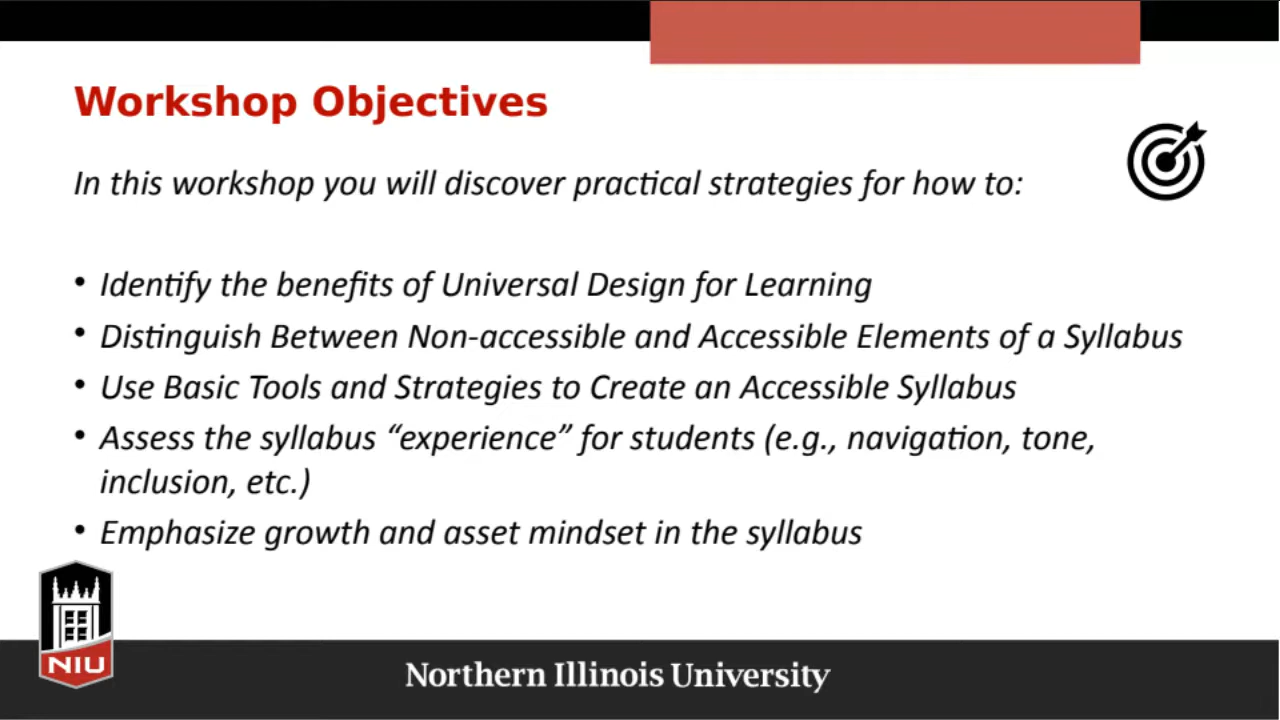 Workshop Objectives
In this workshop you will discover practical strategies for how to:
• Identify the benefits of Universal Design for Learning
• Distinguish Between Non-accessible and Accessible Elements of a Syllabus
• Use Basic Tools and Strategies to Create an Accessible Syllabus
• Assess the syllabus “experience” for students (e.g., navigation, tone,
inclusion, etc.)
• Emphasize growth and asset mindset in the syllabus
NIU
Northern Illinois University